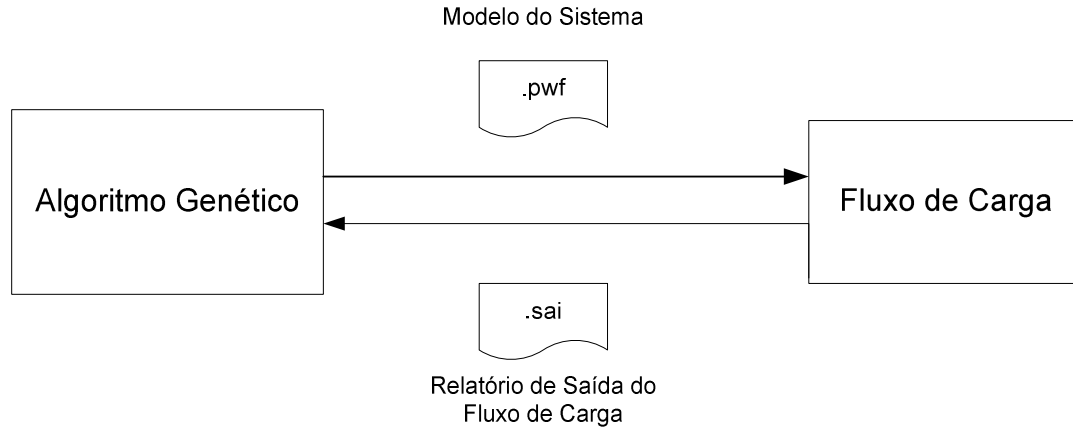 Modelo do Sistema
.pwf
Algoritmo Genético
Fluxo de Carga
.sai
Relatório de Saída do
Fluxo de Carga